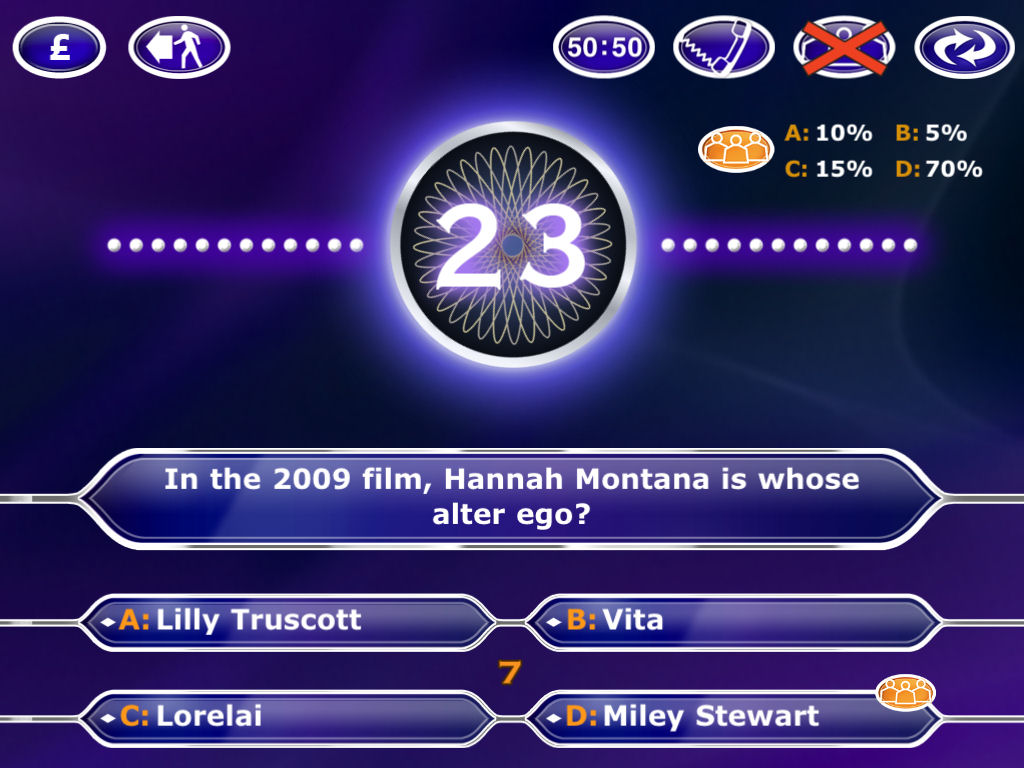 £
50:50
A: 10% B: 5%
C: 15% D: 70%
23
In the 2009 film, Hannah Montana is whose
alter ego?
A: Lilly Truscott
B: Vita
7
C: Lorelai
D: Miley Stewart